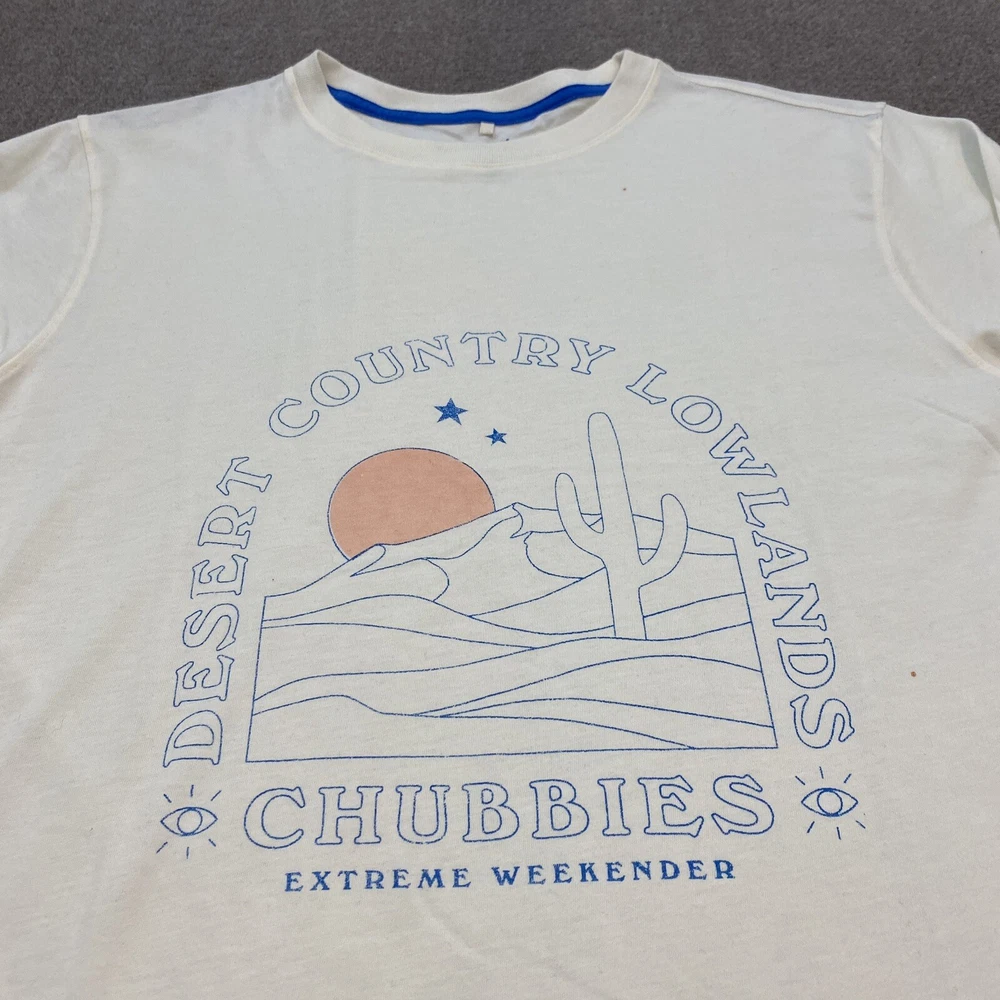 DESERT COUNTRY LOWLANDS
CHUBBIES
EXTREME WEEKENDER